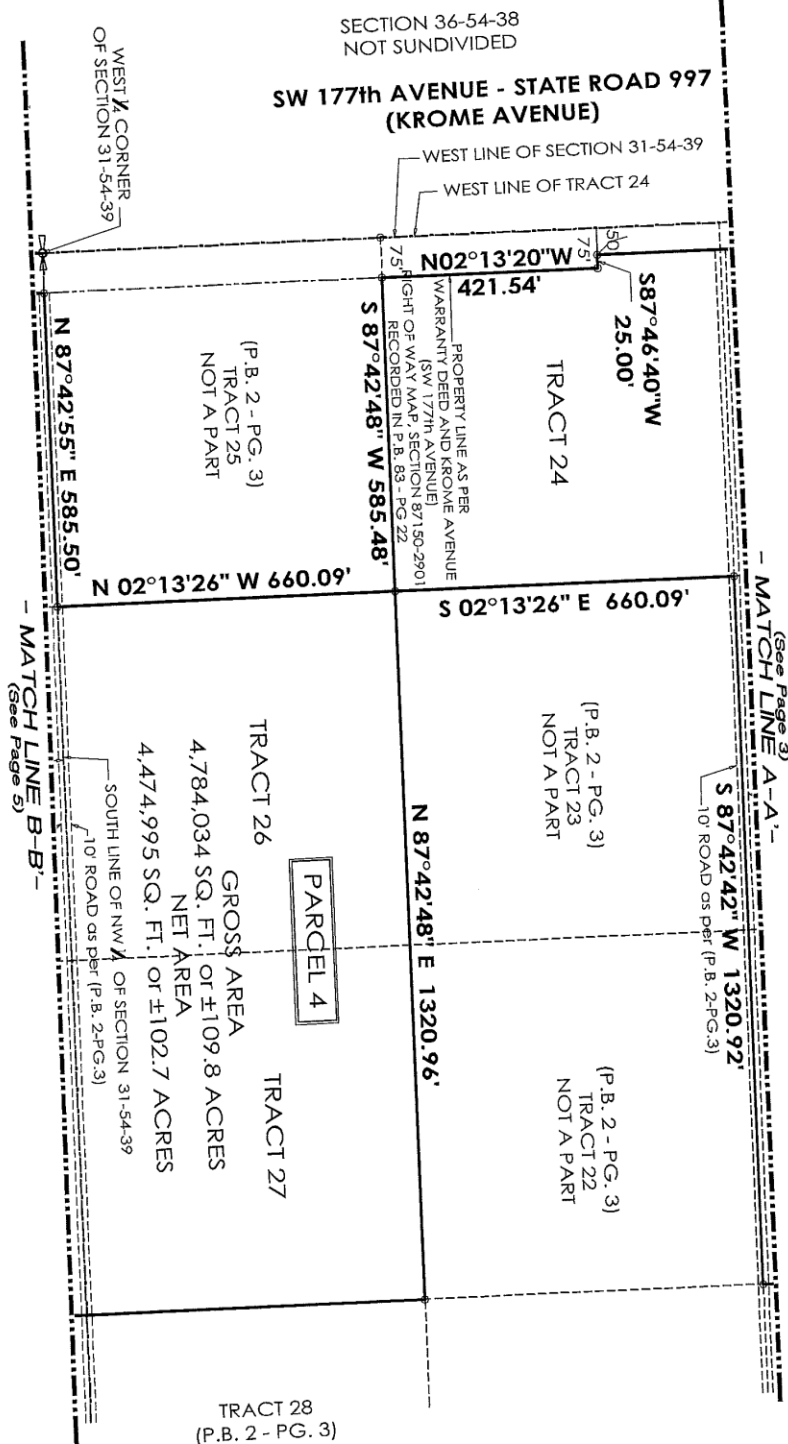 SECTION 36-54-38
NOT SUNDIVIDED
SW 177th AVENUE - STATE ROAD 997
(KROME AVENUE)
WEST LINE OF SECTION 31-54-39
WEST LINE OF TRACT 24
WEST ¼ CORNER
OF SECTION 31-54-39
50'
75'
75'
N02°13'20"W
421.54'
S87°46'40"W
25.00'
TRACT 24
PROPERTY LINE AS PER
WARRANTY DEED AND KROME AVENUE
(SW 177th AVENUE)
RIGHT OF WAY MAP, SECTION 87150-2901
RECORDED IN P.B. 83 - PG 22
S 87°42'48" W 585.48'
(P.B. 2 - PG. 3)
TRACT 25
NOT A PART
N 87°42'55" E 585.50'
N 02°13'26" W 660.09'
S 02°13'26" E 660.09'
(See Page 3)
- MATCH LINE A-A'-
S 87°42'42" W 1320.92'
10' ROAD as per (P.B. 2-PG.3)
(P.B. 2 - PG. 3)
TRACT 23
NOT A PART
(P.B. 2 - PG. 3)
TRACT 22
NOT A PART
N 87°42'48" E 1320.96'
PARCEL 4
TRACT 26
TRACT 27
GROSS AREA
4,784,034 SQ. FT. or ±109.8 ACRES
NET AREA
4,474,995 SQ. FT. or ±102.7 ACRES
SOUTH LINE OF NW ¼ OF SECTION 31-54-39
10' ROAD as per (P.B. 2-PG.3)
- MATCH LINE B-B'-
(See Page 5)
TRACT 28
(P.B. 2 - PG. 3)